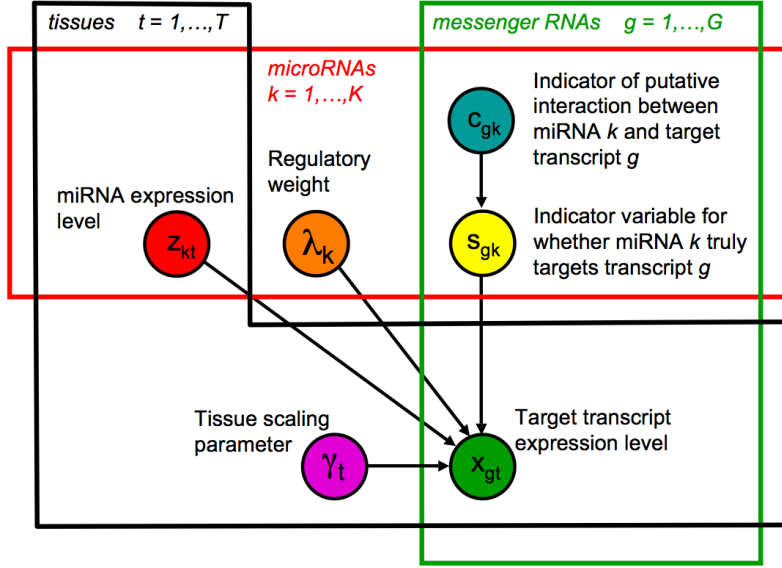 tissues t = 1,...,T
messenger RNAs g = 1,...,G
microRNAs
k = 1,...,K
Indicator of putative
interaction between
miRNA k and target
transcript g
c_gk
Regulatory
weight
miRNA expression
level
z_kt
λ_k
s_gk
Indicator variable for
whether miRNA k truly
targets transcript g
Tissue scaling
parameter
γ_t
x_gt
Target transcript
expression level